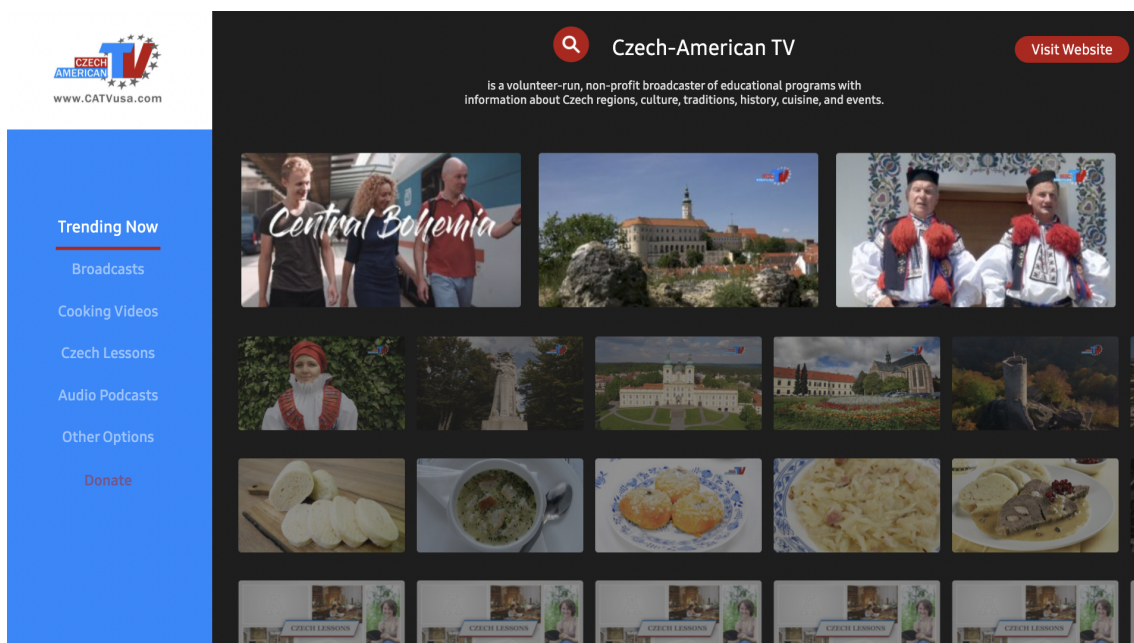 CZECH
AMERICAN
TV
www.CATVusa.com
Czech-American TV
Visit Website
is a volunteer-run, non-profit broadcaster of educational programs with
information about Czech regions, culture, traditions, history, cuisine, and events.
Trending Now
Broadcasts
Cooking Videos
Czech Lessons
Audio Podcasts
Other Options
Donate
Central Bohemia
CZECH LESSONS
CZECH LESSONS
CZECH LESSONS
CZECH LESSONS
CZECH LESSONS